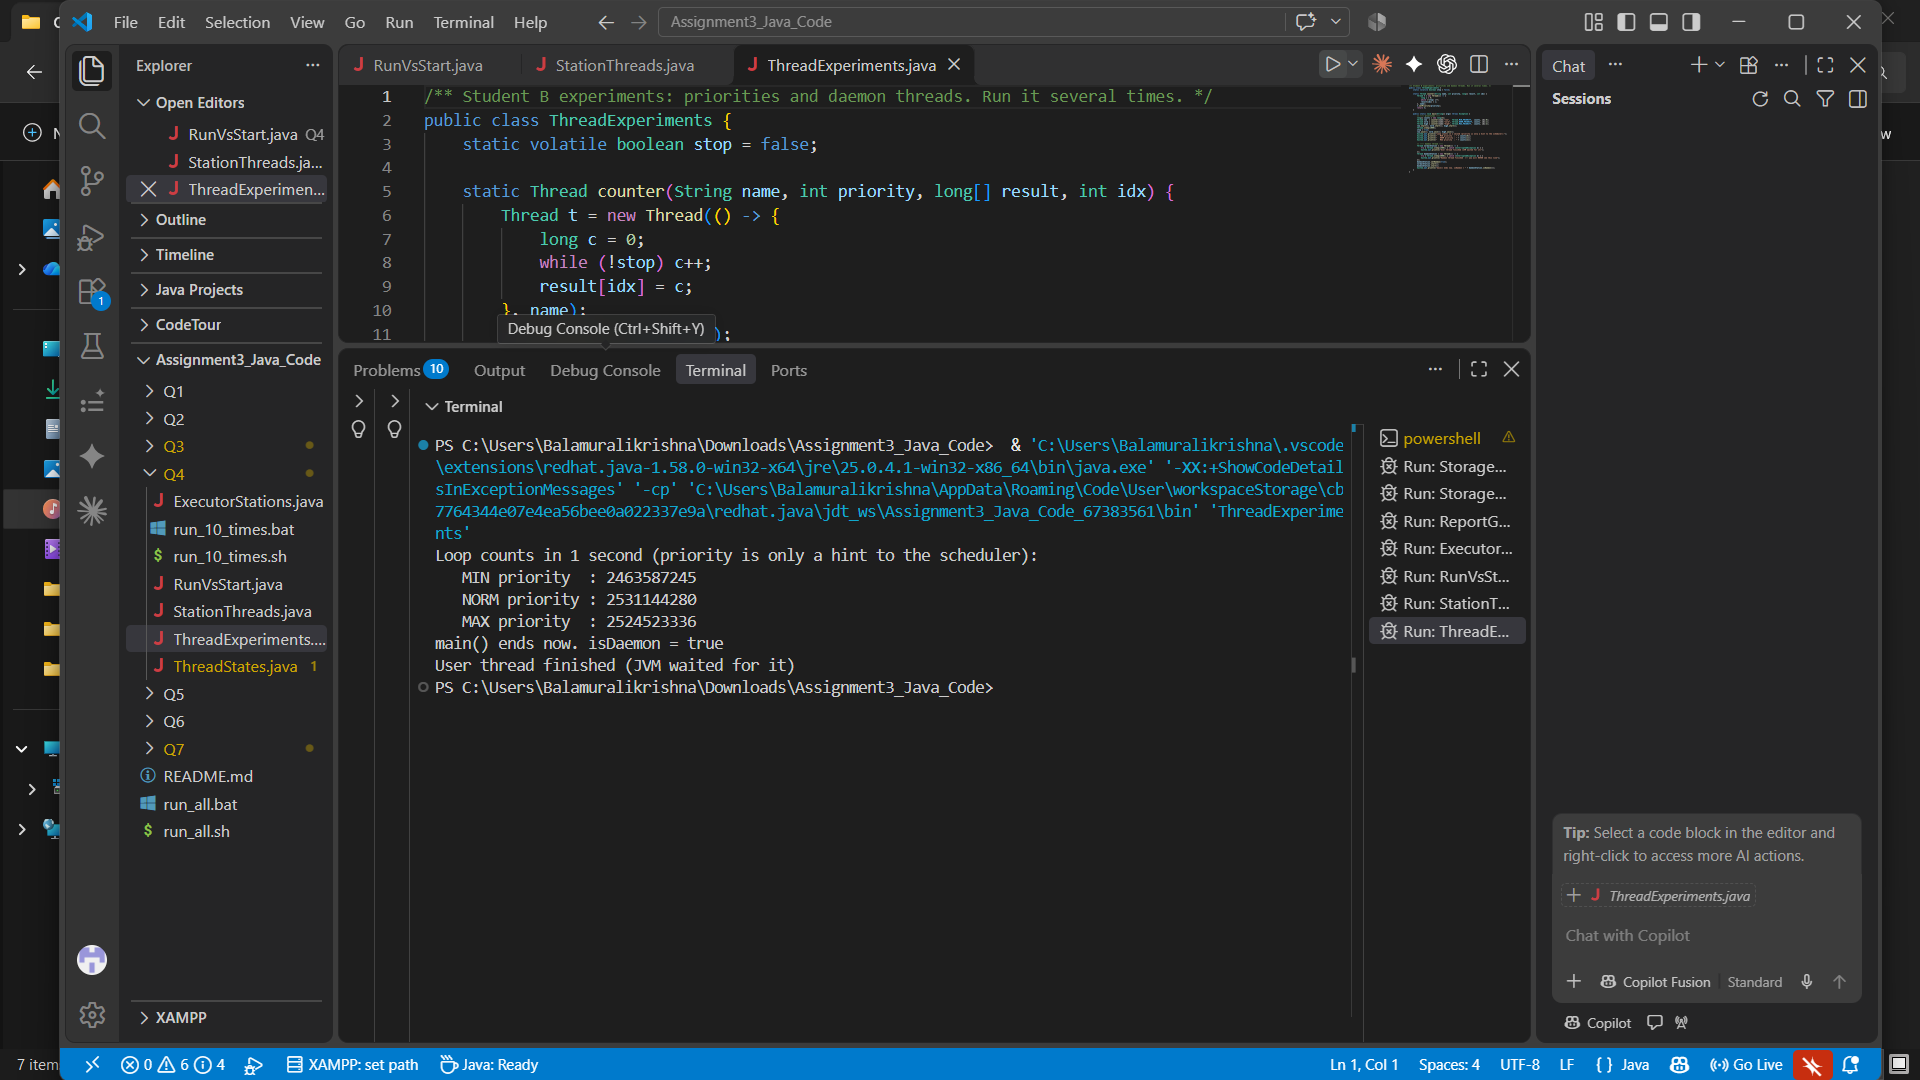 File Edit Selection View Go Run Terminal Help
Assignment3_Java_Code
Explorer
Open Editors
RunVsStart.java Q4
StationThreads.ja...
ThreadExperimen...
Outline
Timeline
Java Projects
CodeTour
Assignment3_Java_Code
Q1
Q2
Q3
Q4
ExecutorStations.java
run_10_times.bat
run_10_times.sh
RunVsStart.java
StationThreads.java
ThreadExperiments....
ThreadStates.java 1
Q5
Q6
Q7
README.md
run_all.bat
run_all.sh
XAMPP
1
RunVsStart.java
StationThreads.java
ThreadExperiments.java
1 /** Student B experiments: priorities and daemon threads. Run it several times. */
2 public class ThreadExperiments {
3 static volatile boolean stop = false;
4
5 static Thread counter(String name, int priority, long[] result, int idx) {
6 Thread t = new Thread(() -> {
7 long c = 0;
8 while (!stop) c++;
9 result[idx] = c;
10 }, name);
11 );
Debug Console (Ctrl+Shift+Y)
Problems 10 Output Debug Console Terminal Ports
Terminal
PS C:\Users\Balamuralikrishna\Downloads\Assignment3_Java_Code> & 'C:\Users\Balamuralikrishna\.vscode
\extensions\redhat.java-1.58.0-win32-x64\jre\25.0.4.1-win32-x86_64\bin\java.exe' '-XX:+ShowCodeDetail
sInExceptionMessages' '-cp' 'C:\Users\Balamuralikrishna\AppData\Roaming\Code\User\workspaceStorage\cb
7764344e07e4ea56bee0a022337e9a\redhat.java\jdt_ws\Assignment3_Java_Code_67383561\bin' 'ThreadExperime
nts'
Loop counts in 1 second (priority is only a hint to the scheduler):
MIN priority : 2463587245
NORM priority : 2531144280
MAX priority : 2524523336
main() ends now. isDaemon = true
User thread finished (JVM waited for it)
PS C:\Users\Balamuralikrishna\Downloads\Assignment3_Java_Code>
powershell
Run: Storage...
Run: Storage...
Run: ReportG...
Run: Executor...
Run: RunVsSt...
Run: StationT...
Run: ThreadE...
Chat
Sessions
Tip: Select a code block in the editor and
right-click to access more AI actions.
ThreadExperiments.java
Chat with Copilot
Copilot Fusion Standard
Copilot
7 item
0 6 4 XAMPP: set path Java: Ready
Ln 1, Col 1 Spaces: 4 UTF-8 LF { } Java Go Live